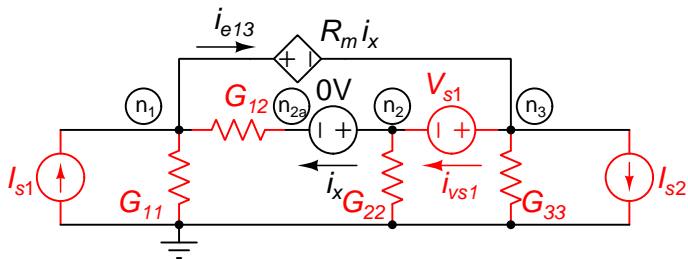 i_e13
+ − R_m i_x
n_1
G_12
n_2a
0V
n_2
V_s1
n_3
− +
− +
I_s1
G_11
i_x
G_22
i_vs1
G_33
I_s2